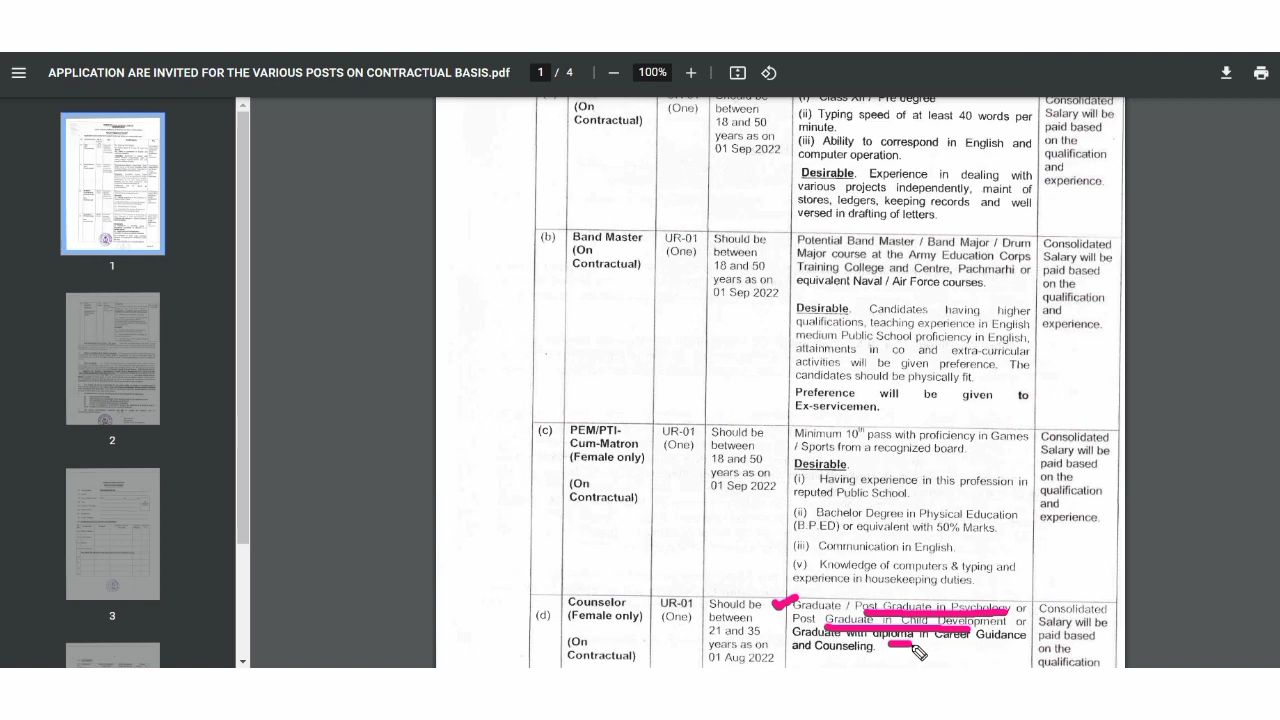 APPLICATION ARE INVITED FOR THE VARIOUS POSTS ON CONTRACTUAL BASIS.pdf
1 / 4
100%
1
2
3
(On
Contractual)
UR-01
(One)
Should be
between
18 and 50
years as on
01 Sep 2022
(i) Class XII / Pre degree
(ii) Typing speed of at least 40 words per
minute.
(iii) Ability to correspond in English and
computer operation.
Desirable. Experience in dealing with
various projects independently, maint of
stores, ledgers, keeping records and well
versed in drafting of letters.
Consolidated
Salary will be
paid based
on the
qualification
and
experience.
(b)
Band Master
(On
Contractual)
UR-01
(One)
Should be
between
18 and 50
years as on
01 Sep 2022
Potential Band Master / Band Major / Drum
Major course at the Army Education Corps
Training College and Centre, Pachmarhi or
equivalent Naval / Air Force courses.
Desirable. Candidates having higher
qualifications, teaching experience in English
medium Public School proficiency in English,
attainments in co and extra-curricular
activities will be given preference. The
candidates should be physically fit.
Preference will be given to
Ex-servicemen.
Consolidated
Salary will be
paid based
on the
qualification
and
experience.
(c)
PEM/PTI-
Cum-Matron
(Female only)
(On
Contractual)
UR-01
(One)
Should be
between
18 and 50
years as on
01 Sep 2022
Minimum 10th pass with proficiency in Games
/ Sports from a recognized board.
Desirable.
(i) Having experience in this profession in
reputed Public School.
(ii) Bachelor Degree in Physical Education
(B.P.ED) or equivalent with 50% Marks.
(iii) Communication in English.
(v) Knowledge of computers & typing and
experience in housekeeping duties.
Consolidated
Salary will be
paid based
on the
qualification
and
experience.
(d)
Counselor
(Female only)
(On
Contractual)
UR-01
(One)
Should be
between
21 and 35
years as on
01 Aug 2022
Graduate / Post Graduate in Psychology or
Post Graduate in Child Development or
Graduate with diploma in Career Guidance
and Counseling.
Consolidated
Salary will be
paid based
on the
qualification